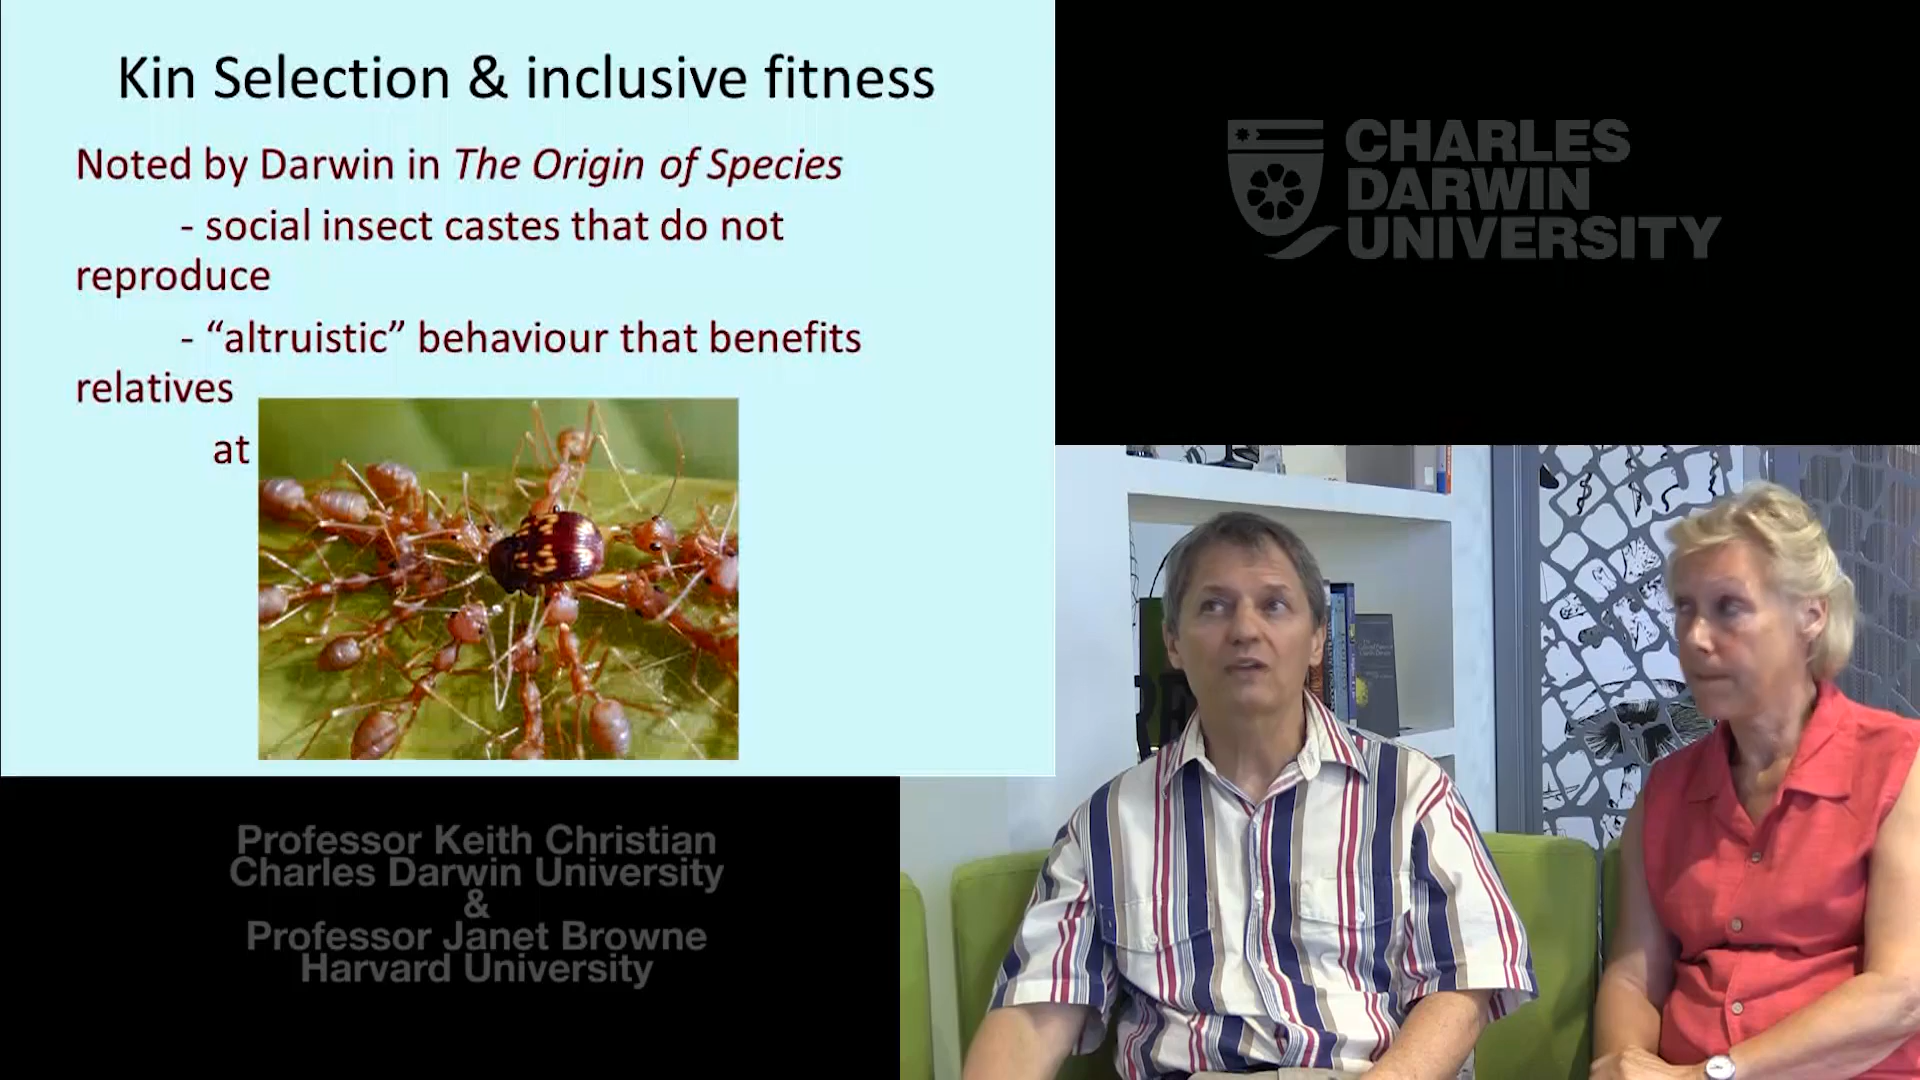 Kin Selection & inclusive fitness
Noted by Darwin in The Origin of Species
- social insect castes that do not
reproduce
- “altruistic” behaviour that benefits
relatives
at
CHARLES
DARWIN
UNIVERSITY
Professor Keith Christian
Charles Darwin University
&
Professor Janet Browne
Harvard University